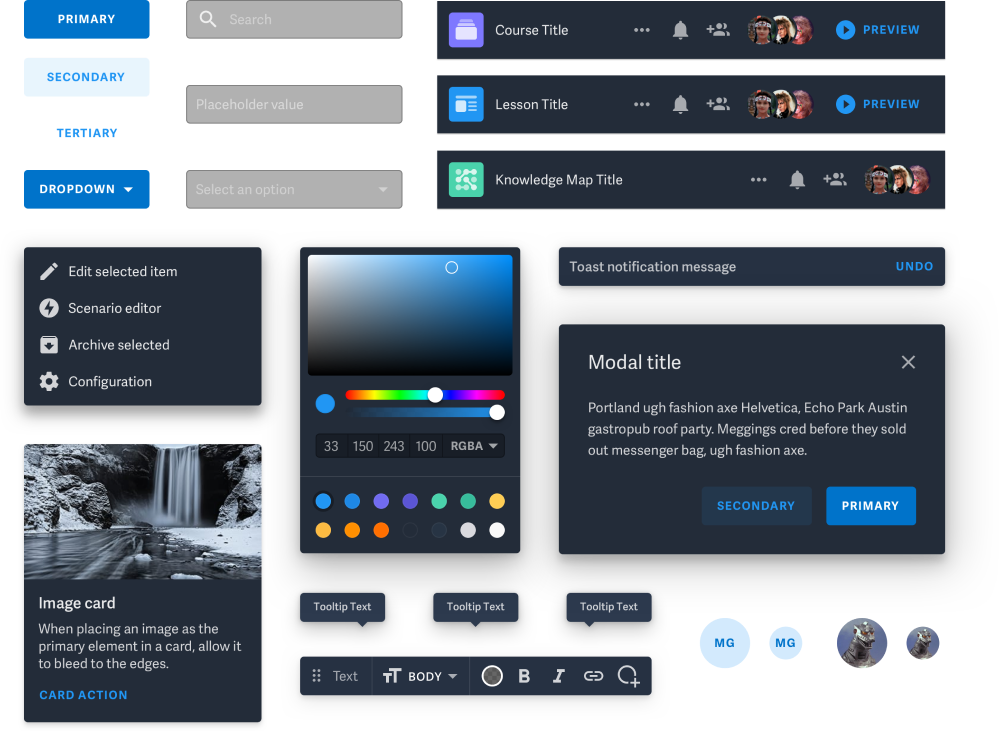 PRIMARY
Search
Course Title
PREVIEW
SECONDARY
Placeholder value
Lesson Title
PREVIEW
TERTIARY
DROPDOWN
Select an option
Knowledge Map Title
Edit selected item
Scenario editor
Archive selected
Configuration
33 150 243 100 RGBA
Toast notification message
UNDO
Modal title
Portland ugh fashion axe Helvetica, Echo Park Austin
gastropub roof party. Meggings cred before they sold
out messenger bag, ugh fashion axe.
SECONDARY
PRIMARY
Image card
When placing an image as the
primary element in a card, allow it
to bleed to the edges.
CARD ACTION
Tooltip Text
Tooltip Text
Tooltip Text
Text
TT BODY
B I
MG
MG